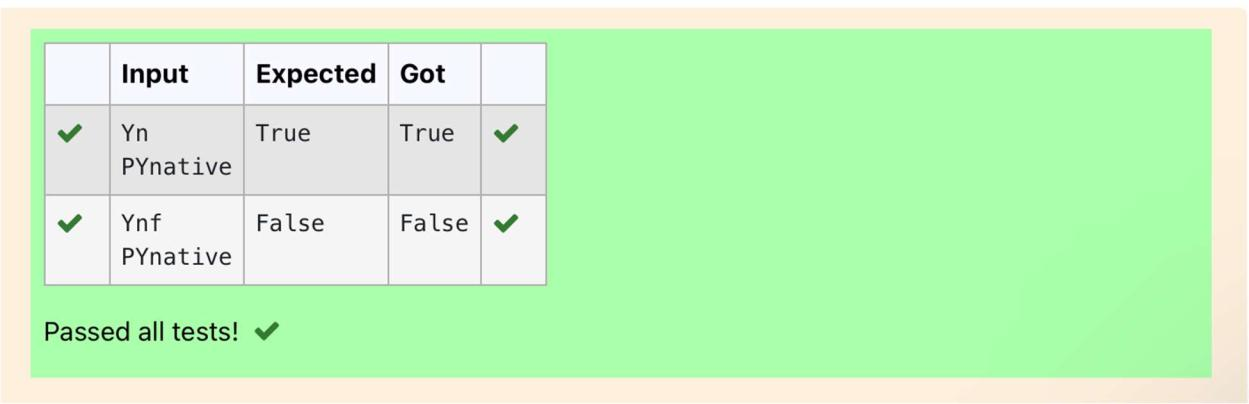 Input Expected Got
Yn True True
PYnative
Ynf False False
PYnative
Passed all tests!